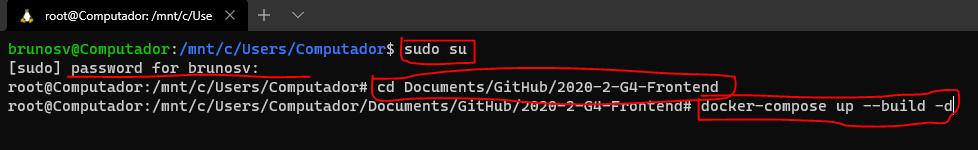 root@Computador: /mnt/c/Use
brunosv@Computador:/mnt/c/Users/Computador$ sudo su
[sudo] password for brunosv:
root@Computador:/mnt/c/Users/Computador# cd Documents/GitHub/2020-2-G4-Frontend
root@Computador:/mnt/c/Users/Computador/Documents/GitHub/2020-2-G4-Frontend# docker-compose up --build -d